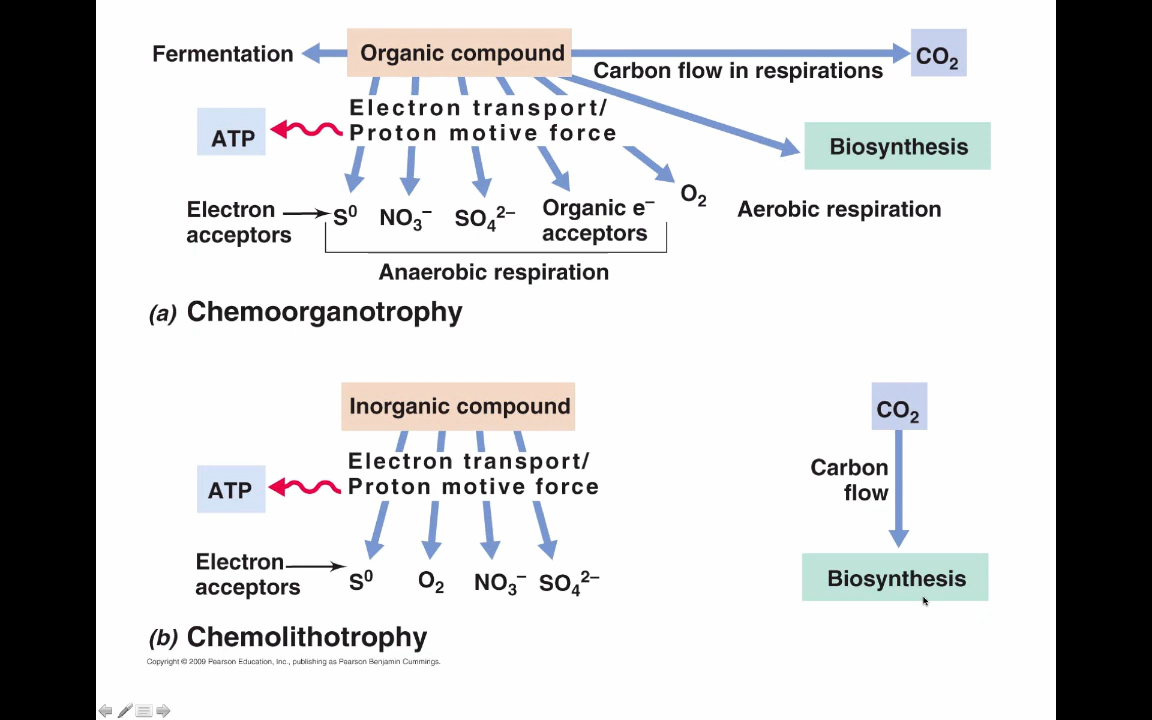 Fermentation
Organic compound
CO₂
Carbon flow in respirations
Electron transport/
Proton motive force
ATP
Biosynthesis
Electron
acceptors
S⁰
NO₃⁻
SO₄²⁻
Organic e⁻
acceptors
O₂
Aerobic respiration
Anaerobic respiration
(a) Chemoorganotrophy
Inorganic compound
CO₂
Electron transport/
Proton motive force
ATP
Carbon
flow
Electron
acceptors
S⁰
O₂
NO₃⁻
SO₄²⁻
Biosynthesis
(b) Chemolithotrophy
Copyright © 2009 Pearson Education, Inc., publishing as Pearson Benjamin Cummings.